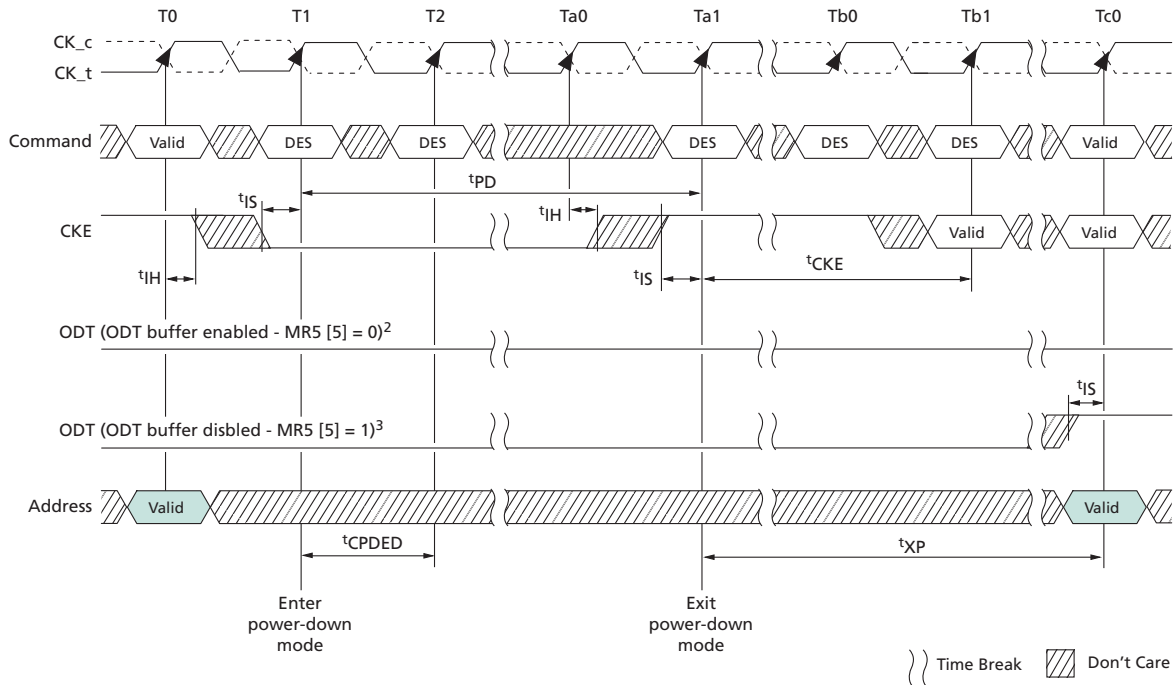 T0 T1 T2 Ta0 Ta1 Tb0 Tb1 Tc0
CK_c
CK_t
Command Valid DES DES DES DES DES Valid
tPD
tIS
tIH
CKE Valid Valid
tIH
tIS
tCKE
ODT (ODT buffer enabled - MR5 [5] = 0)2
tIS
ODT (ODT buffer disbled - MR5 [5] = 1)3
Address Valid Valid
tCPDED
tXP
Enter
power-down
mode
Exit
power-down
mode
Time Break
Don't Care